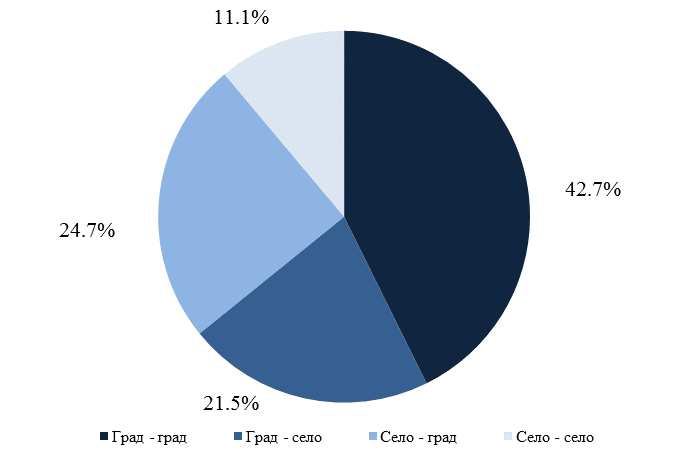 11.1%
42.7%
24.7%
21.5%
Град - град Град - село Село - град Село - село